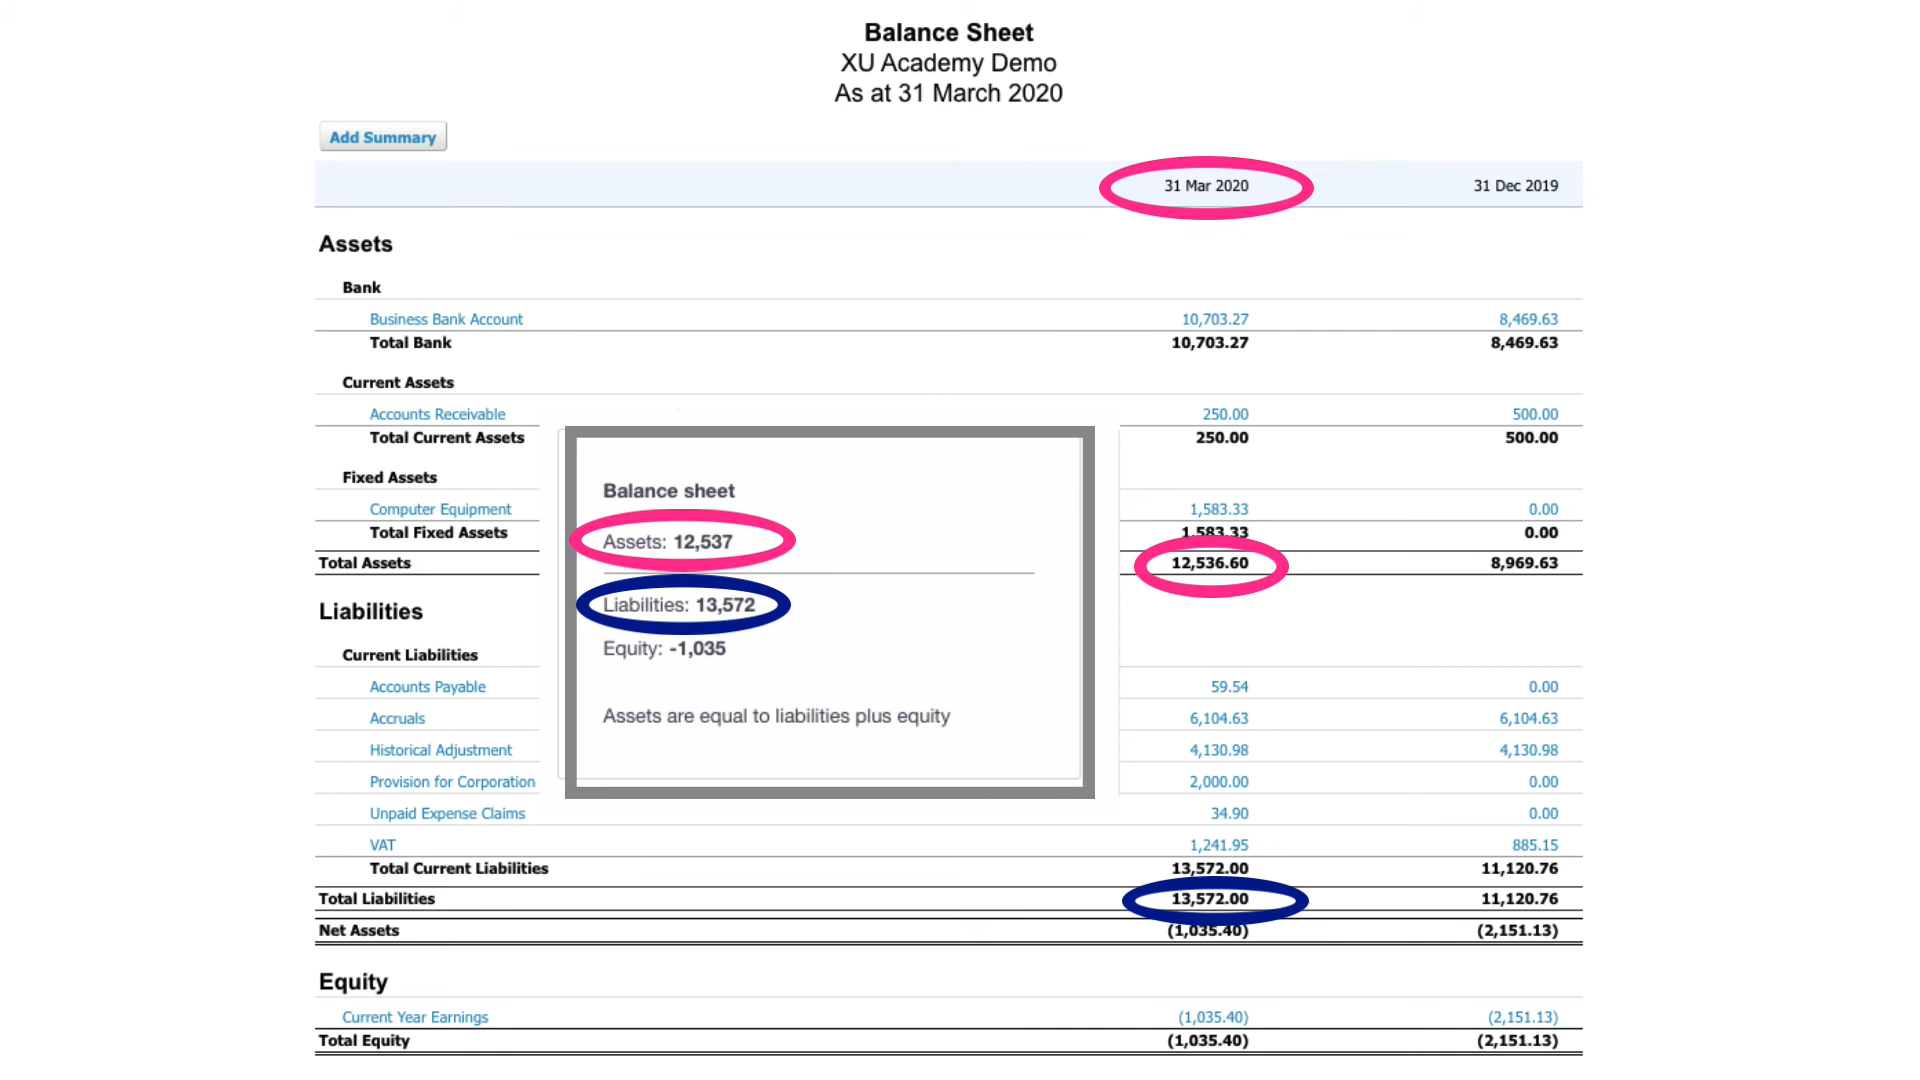 Balance Sheet
XU Academy Demo
As at 31 March 2020
Add Summary
31 Mar 2020 31 Dec 2019
Assets
Bank
Business Bank Account 10,703.27 8,469.63
Total Bank 10,703.27 8,469.63
Current Assets
Accounts Receivable 250.00 500.00
Total Current Assets 250.00 500.00
Fixed Assets
Computer Equipment 1,583.33 0.00
Total Fixed Assets 1,583.33 0.00
Total Assets 12,536.60 8,969.63
Liabilities
Current Liabilities
Accounts Payable 59.54 0.00
Accruals 6,104.63 6,104.63
Historical Adjustment 4,130.98 4,130.98
Provision for Corporation 2,000.00 0.00
Unpaid Expense Claims 34.90 0.00
VAT 1,241.95 885.15
Total Current Liabilities 13,572.00 11,120.76
Total Liabilities 13,572.00 11,120.76
Net Assets (1,035.40) (2,151.13)
Equity
Current Year Earnings (1,035.40) (2,151.13)
Total Equity (1,035.40) (2,151.13)
Balance sheet
Assets: 12,537
Liabilities: 13,572
Equity: -1,035
Assets are equal to liabilities plus equity